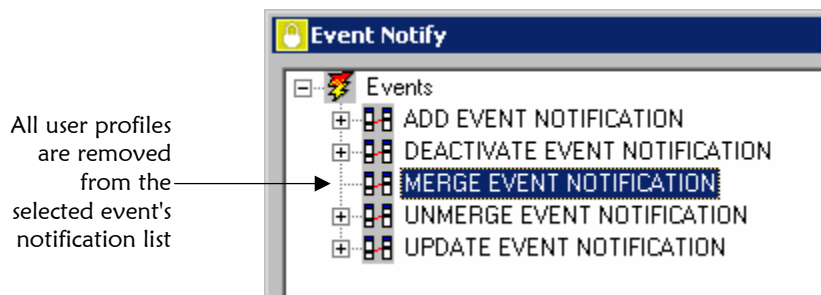 Event Notify
Events
ADD EVENT NOTIFICATION
DEACTIVATE EVENT NOTIFICATION
MERGE EVENT NOTIFICATION
UNMERGE EVENT NOTIFICATION
UPDATE EVENT NOTIFICATION
All user profiles
are removed
from the
selected event's
notification list